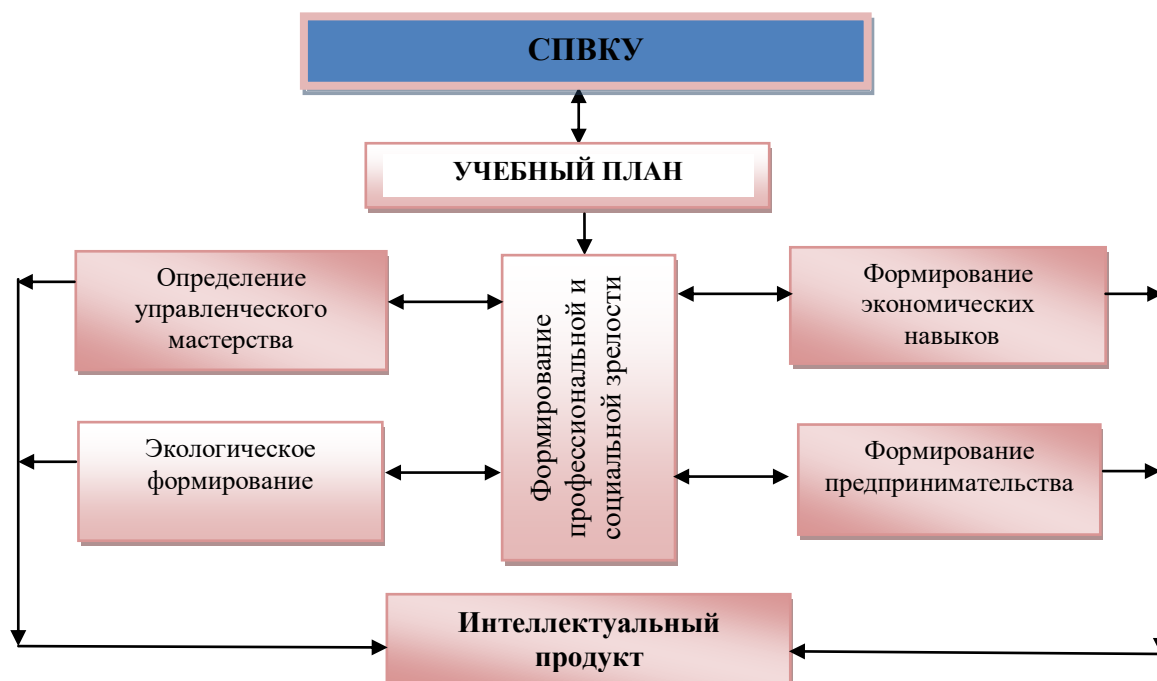 СПВКУ
УЧЕБНЫЙ ПЛАН
Определение
управленческого
мастерства
Экологическое
формирование
Формирование
профессиональной и
социальной зрелости
Формирование
экономических
навыков
Формирование
предпринимательства
Интеллектуальный
продукт